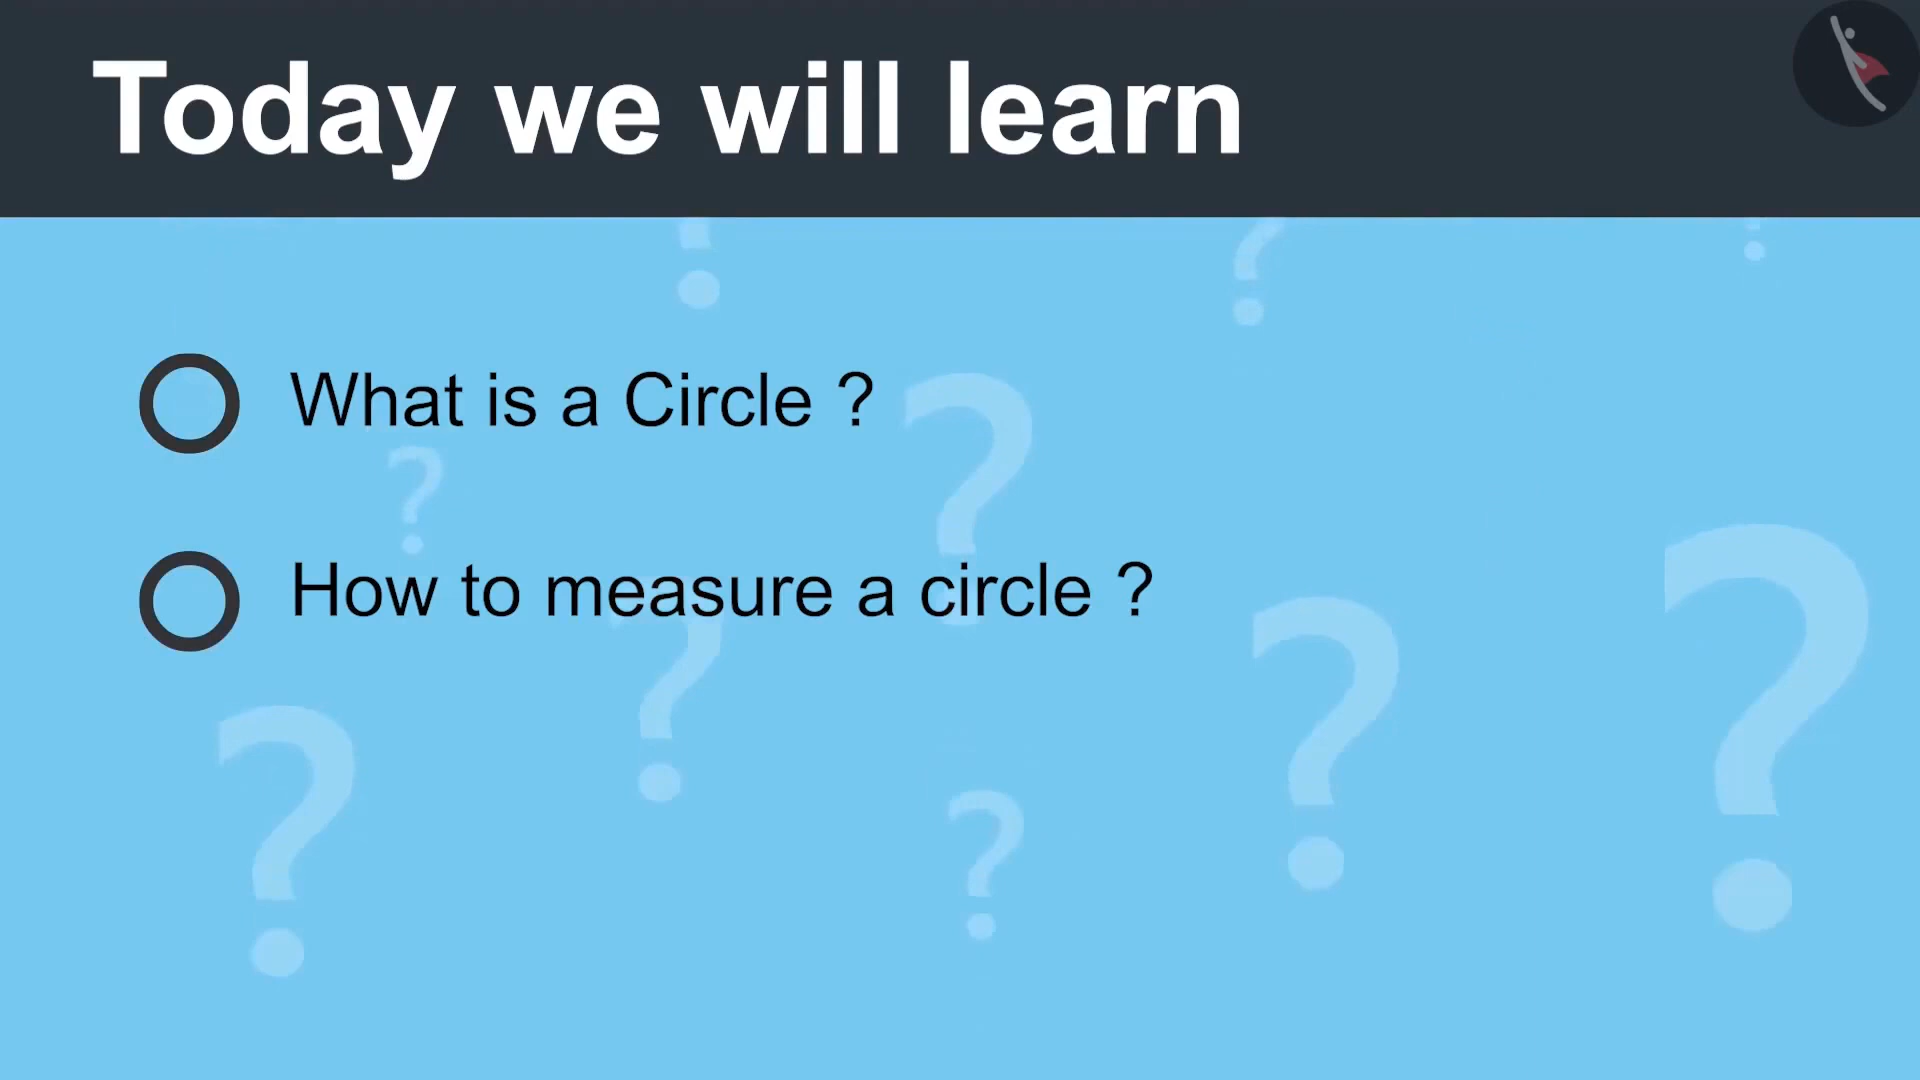 Today we will learn
What is a Circle ?
How to measure a circle ?